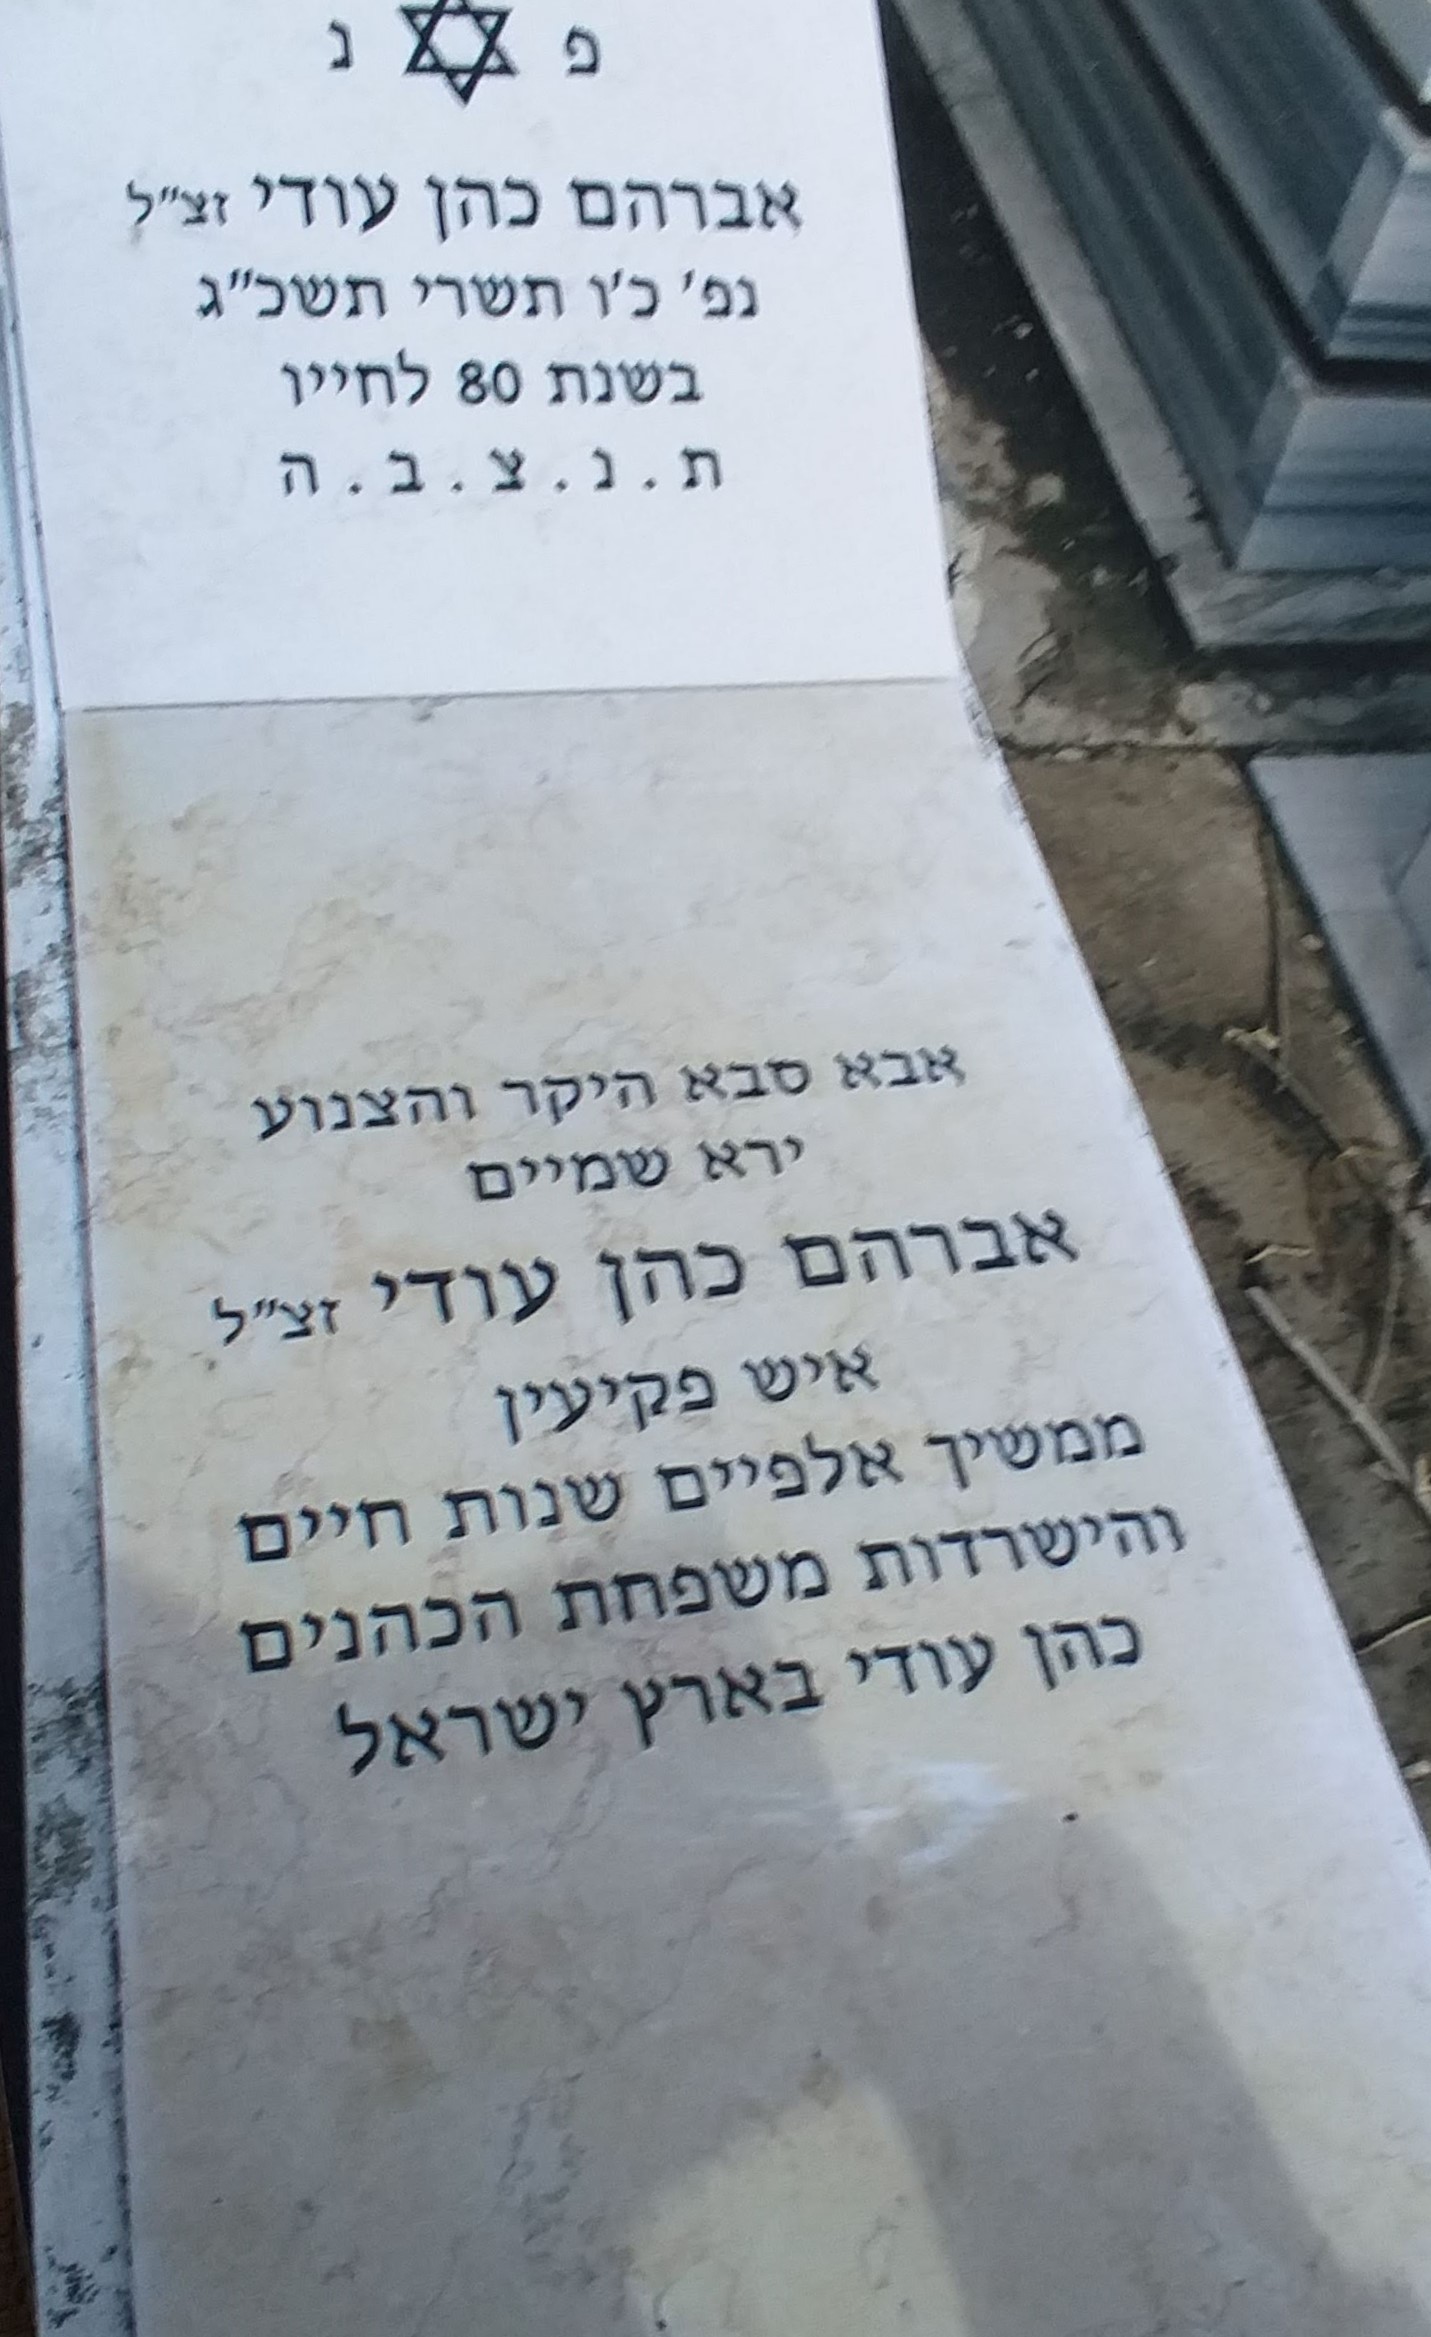 פ נ
אברהם כהן עודי זצ"ל
נפ' כ'ו תשרי תשכ"ג
בשנת 80 לחייו
ת . נ . צ . ב . ה
אבא סבא היקר והצנוע
ירא שמיים
אברהם כהן עודי זצ"ל
איש פקיעין
ממשיך אלפיים שנות חיים
והישרדות משפחת הכהנים
כהן עודי בארץ ישראל